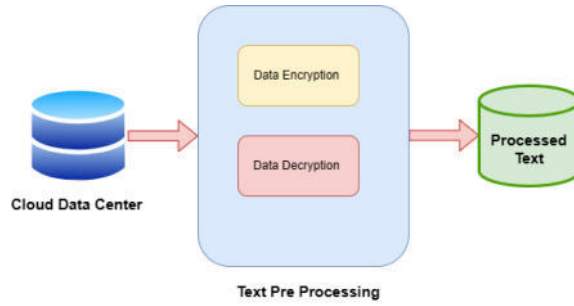 Data Encryption
Data Decryption
Processed
Text
Cloud Data Center
Text Pre Processing